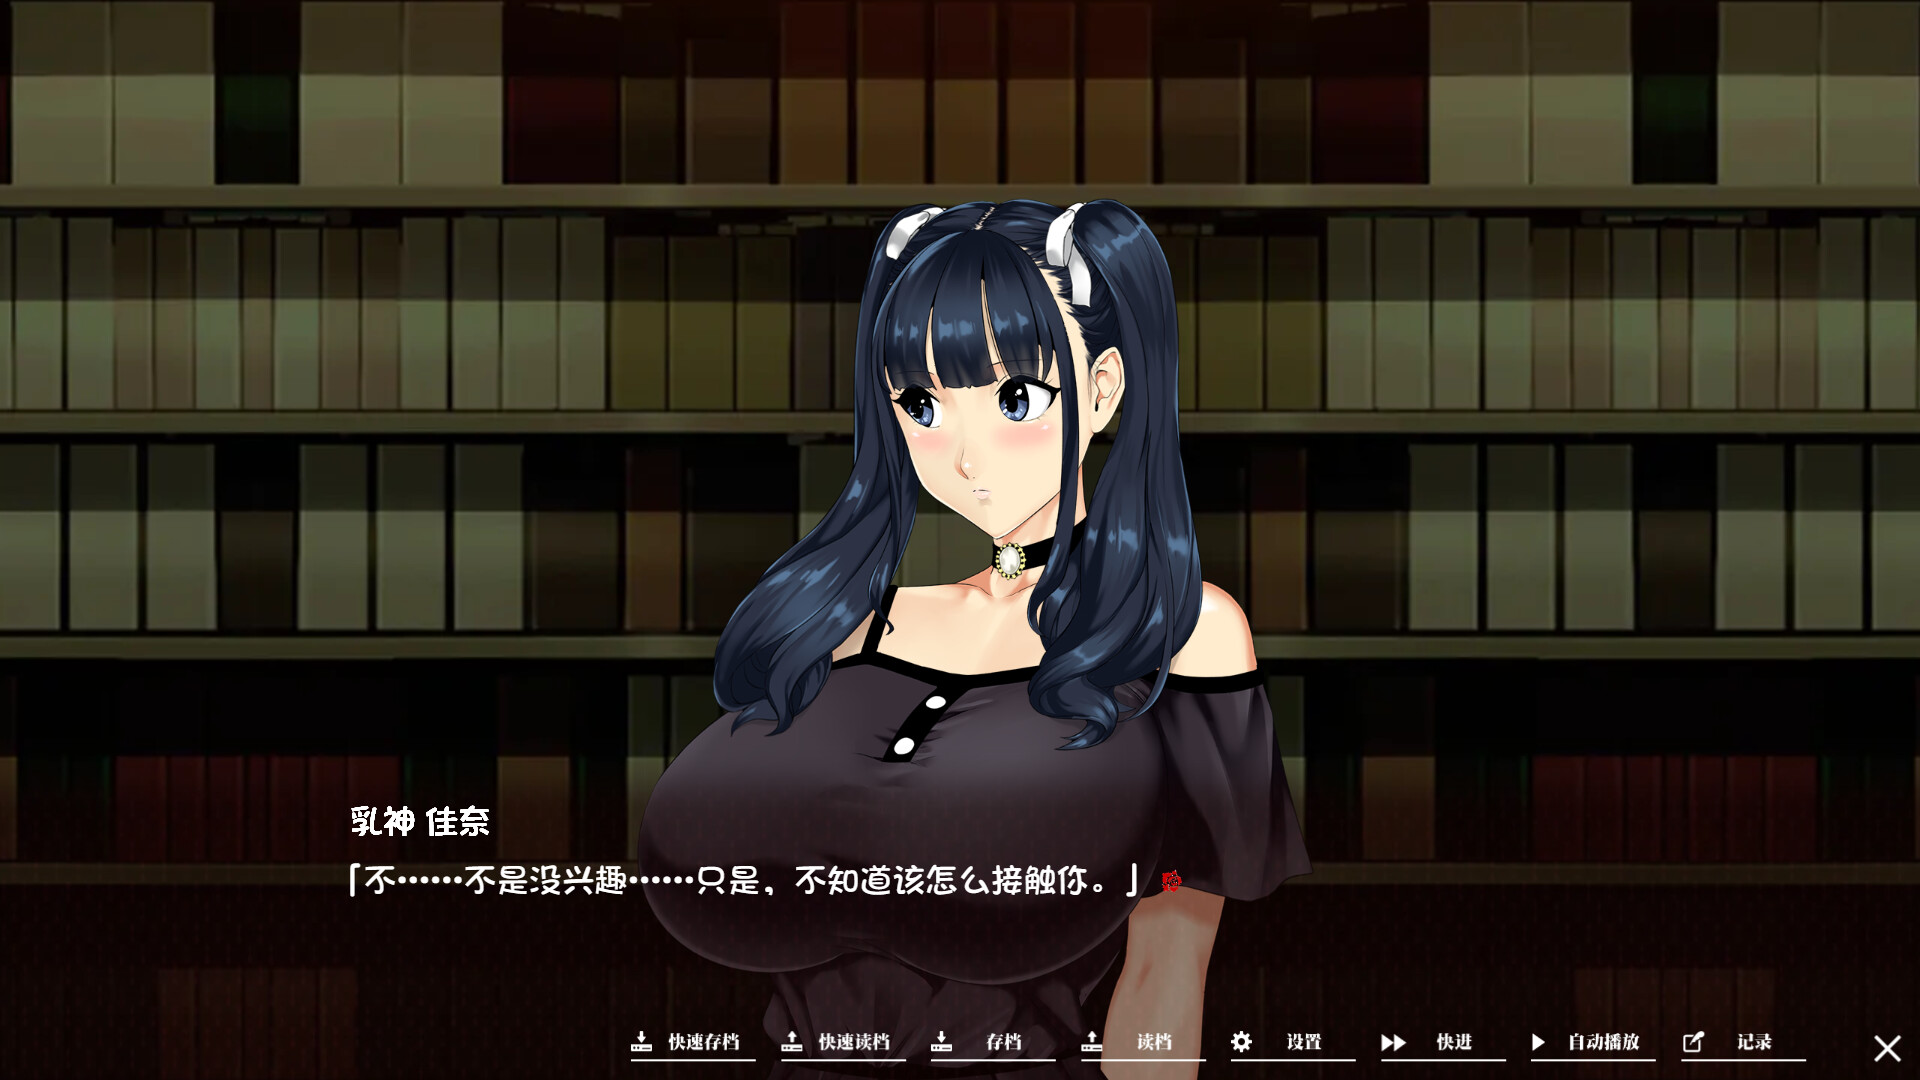 乳神 佳奈
「不……不是没兴趣……只是，不知道该怎么接触你。」
快速存档 快速读档 存档 读档 设置 快进 自动播放 记录